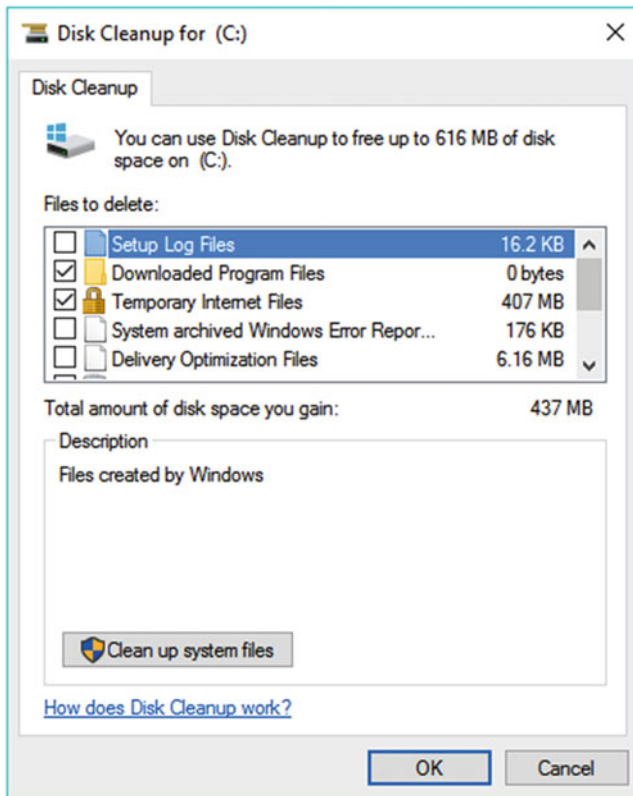 Disk Cleanup for (C:)
Disk Cleanup
You can use Disk Cleanup to free up to 616 MB of disk
space on (C:).
Files to delete:
Setup Log Files 16.2 KB
Downloaded Program Files 0 bytes
Temporary Internet Files 407 MB
System archived Windows Error Repor... 176 KB
Delivery Optimization Files 6.16 MB
Total amount of disk space you gain: 437 MB
Description
Files created by Windows
Clean up system files
How does Disk Cleanup work?
OK Cancel